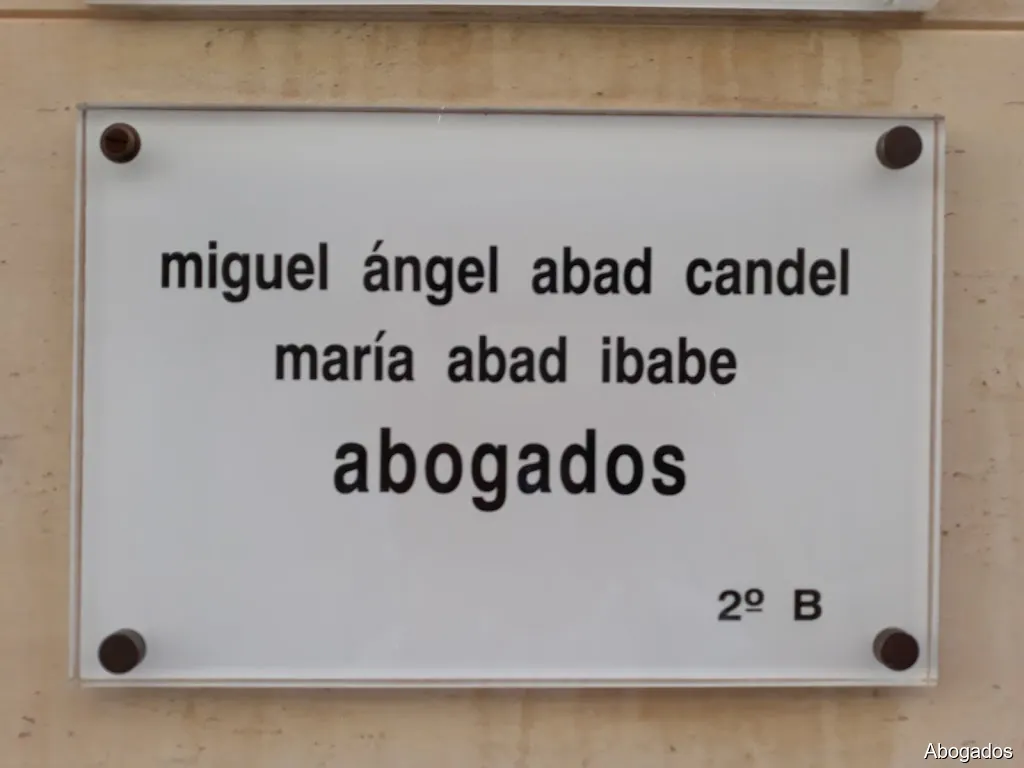 miguel ángel abad candel
maría abad ibabe
abogados
2º B
Abogados